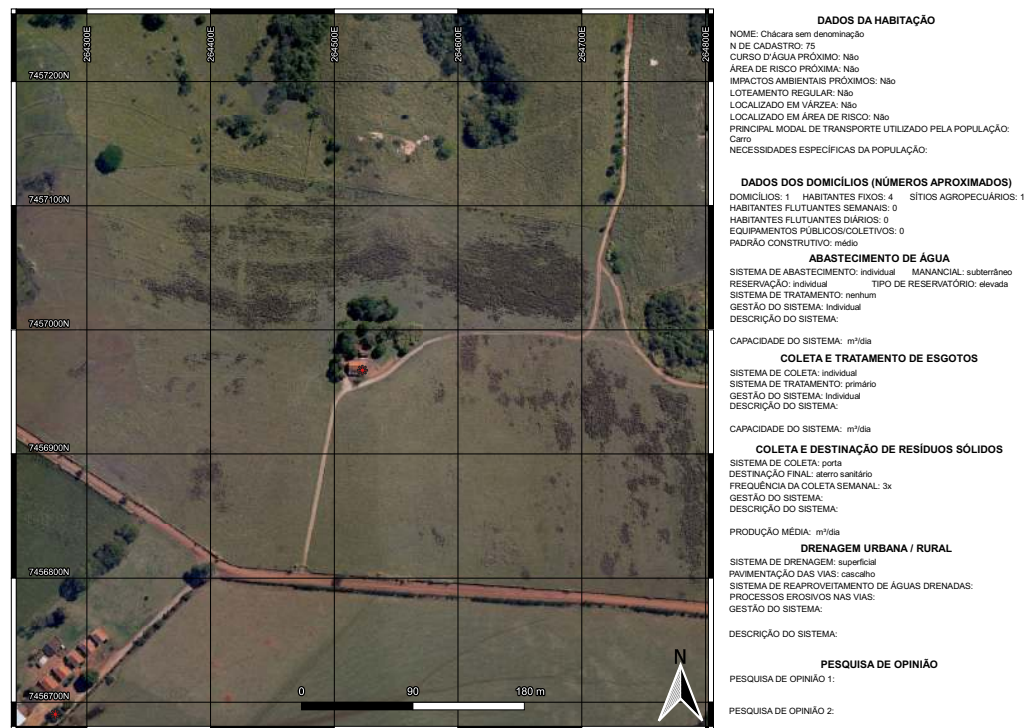 264300E
264400E
264500E
264600E
264700E
264800E
7457200N
7457100N
7457000N
7456900N
7456800N
7456700N
0 90 180 m
N
DADOS DA HABITAÇÃO
NOME: Chácara sem denominação
N DE CADASTRO: 75
CURSO D'ÁGUA PRÓXIMO: Não
ÁREA DE RISCO PRÓXIMA: Não
IMPACTOS AMBIENTAIS PRÓXIMOS: Não
LOTEAMENTO REGULAR: Não
LOCALIZADO EM VÁRZEA: Não
LOCALIZADO EM ÁREA DE RISCO: Não
PRINCIPAL MODAL DE TRANSPORTE UTILIZADO PELA POPULAÇÃO:
Carro
NECESSIDADES ESPECÍFICAS DA POPULAÇÃO:
DADOS DOS DOMICÍLIOS (NÚMEROS APROXIMADOS)
DOMICÍLIOS: 1 HABITANTES FIXOS: 4 SÍTIOS AGROPECUÁRIOS: 1
HABITANTES FLUTUANTES SEMANAIS: 0
HABITANTES FLUTUANTES DIÁRIOS: 0
EQUIPAMENTOS PÚBLICOS/COLETIVOS: 0
PADRÃO CONSTRUTIVO: médio
ABASTECIMENTO DE ÁGUA
SISTEMA DE ABASTECIMENTO: individual MANANCIAL: subterrâneo
RESERVAÇÃO: individual TIPO DE RESERVATÓRIO: elevada
SISTEMA DE TRATAMENTO: nenhum
GESTÃO DO SISTEMA: Individual
DESCRIÇÃO DO SISTEMA:
CAPACIDADE DO SISTEMA: m³/dia
COLETA E TRATAMENTO DE ESGOTOS
SISTEMA DE COLETA: individual
SISTEMA DE TRATAMENTO: primário
GESTÃO DO SISTEMA: Individual
DESCRIÇÃO DO SISTEMA:
CAPACIDADE DO SISTEMA: m³/dia
COLETA E DESTINAÇÃO DE RESÍDUOS SÓLIDOS
SISTEMA DE COLETA: porta
DESTINAÇÃO FINAL: aterro sanitário
FREQUÊNCIA DA COLETA SEMANAL: 3x
GESTÃO DO SISTEMA:
DESCRIÇÃO DO SISTEMA:
PRODUÇÃO MÉDIA: m³/dia
DRENAGEM URBANA / RURAL
SISTEMA DE DRENAGEM: superficial
PAVIMENTAÇÃO DAS VIAS: cascalho
SISTEMA DE REAPROVEITAMENTO DE ÁGUAS DRENADAS:
PROCESSOS EROSIVOS NAS VIAS:
GESTÃO DO SISTEMA:
DESCRIÇÃO DO SISTEMA:
PESQUISA DE OPINIÃO
PESQUISA DE OPINIÃO 1:
PESQUISA DE OPINIÃO 2: